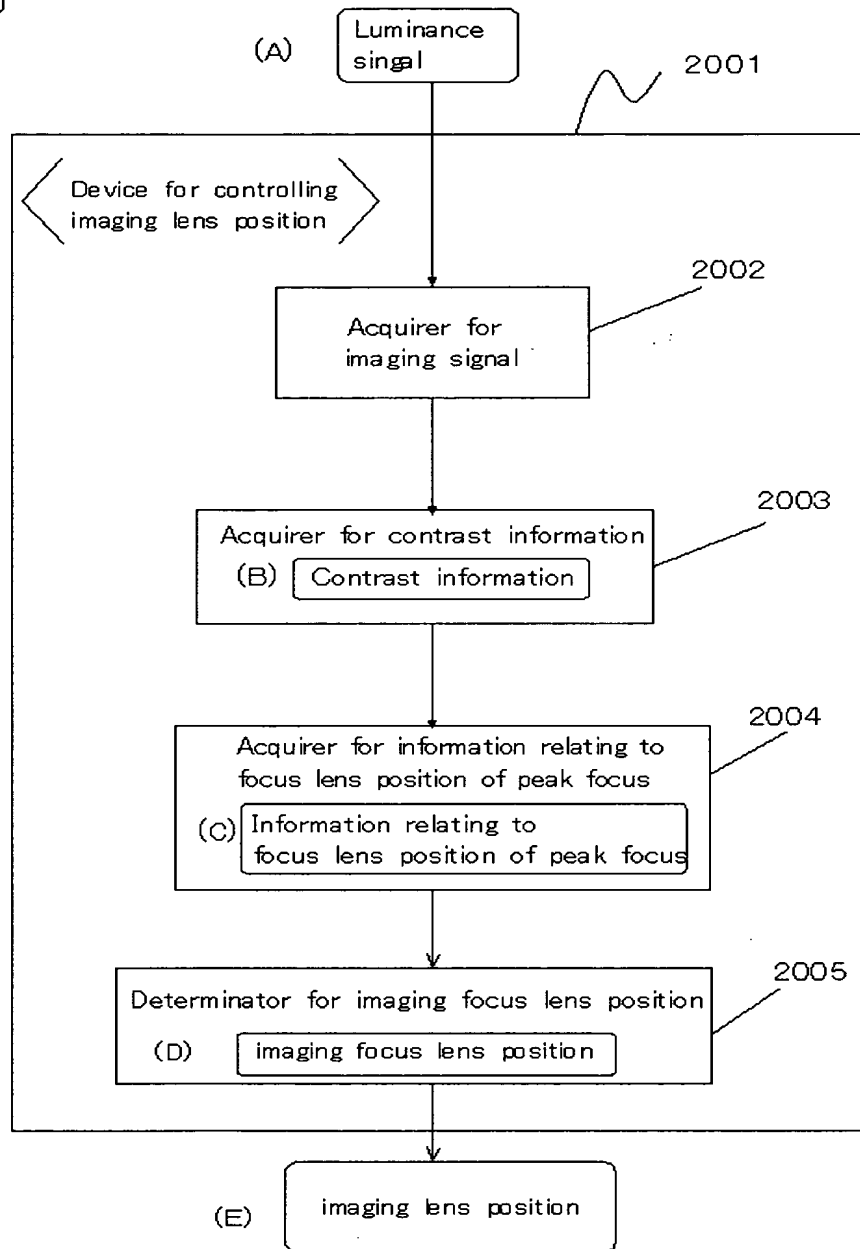 (A)
Luminance
singal
2001
Device for controlling
imaging lens position
2002
Acquirer for
imaging signal
2003
Acquirer for contrast information
(B) Contrast information
2004
Acquirer for information relating to
focus lens position of peak focus
(C) Information relating to
focus lens position of peak focus
2005
Determinator for imaging focus lens position
(D) imaging focus lens position
(E) imaging lens position